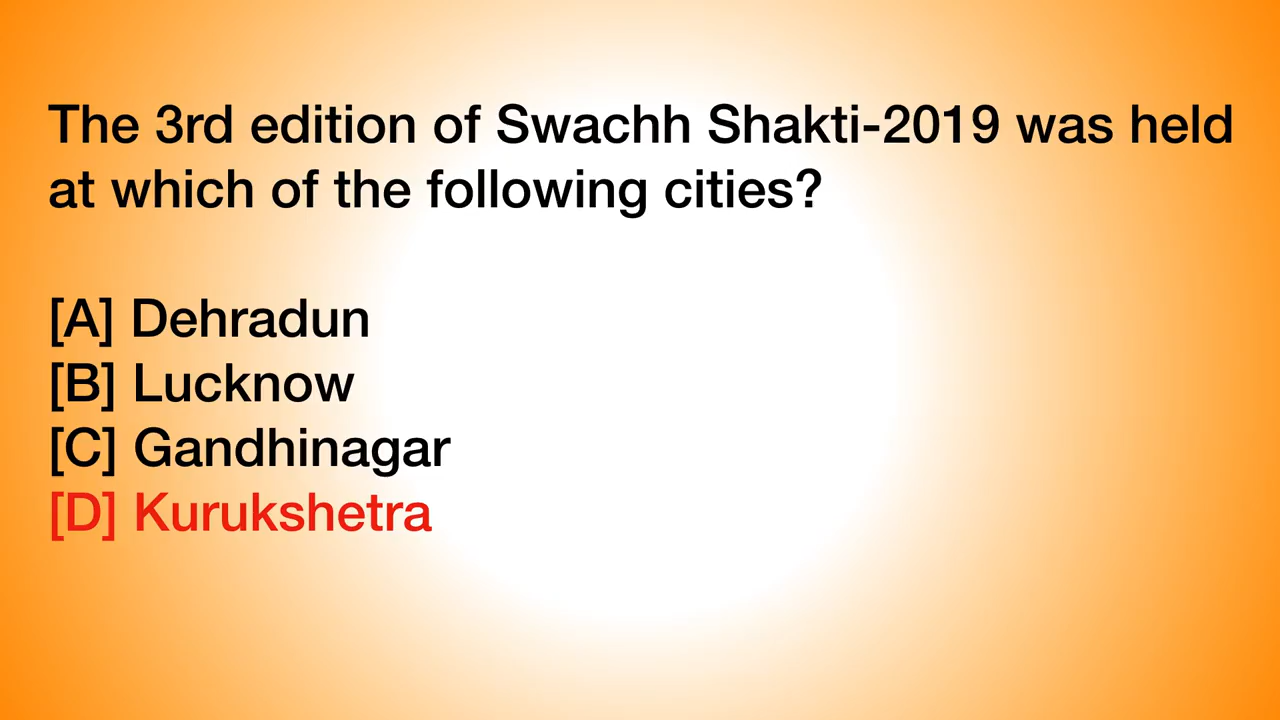 The 3rd edition of Swachh Shakti-2019 was held
at which of the following cities?
[A] Dehradun
[B] Lucknow
[C] Gandhinagar
[D] Kurukshetra